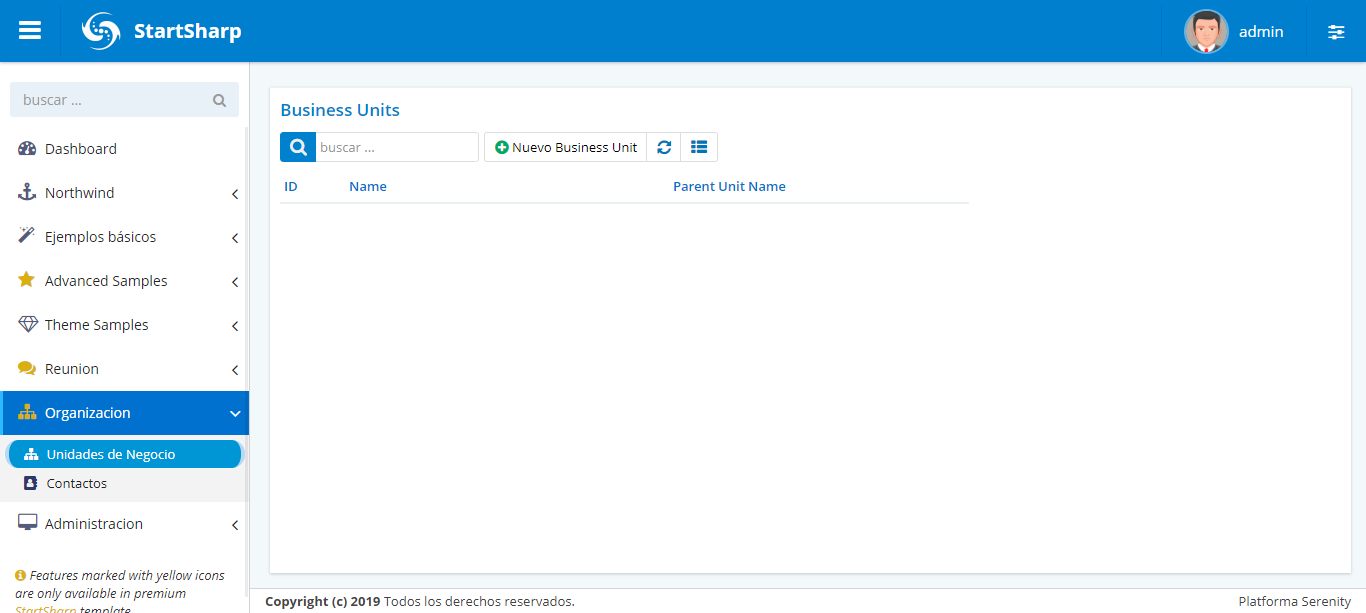 StartSharp
admin
buscar ...
Dashboard
Northwind
Ejemplos básicos
Advanced Samples
Theme Samples
Reunion
Organizacion
Unidades de Negocio
Contactos
Administracion
Features marked with yellow icons
are only available in premium
StartSharp template
Business Units
buscar ...
Nuevo Business Unit
ID Name Parent Unit Name
Copyright (c) 2019 Todos los derechos reservados.
Platforma Serenity